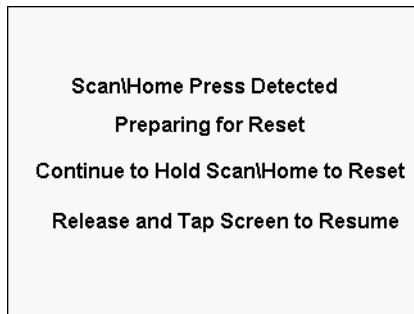 Scan\Home Press Detected
Preparing for Reset
Continue to Hold Scan\Home to Reset
Release and Tap Screen to Resume